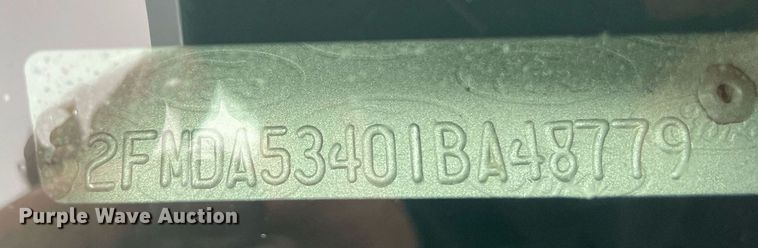 2FMDA53401BA48779
Purple Wave Auction